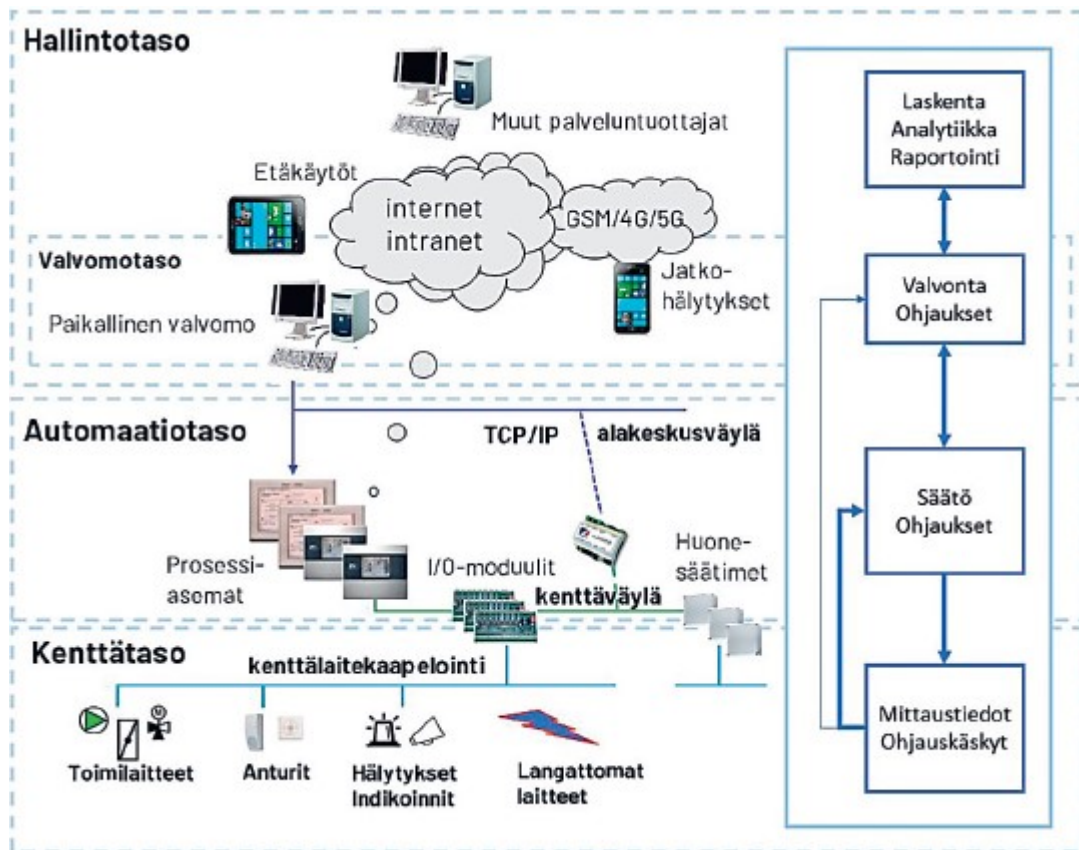 Hallintotaso
Muut palveluntuottajat
Etäkäytöt
internet
intranet
GSM/4G/5G
Valvomotaso
Jatko-
hälytykset
Paikallinen valvomo
Automaatiotaso
TCP/IP
alakeskusväylä
Prosessi-
asemat
I/O-moduulit
Huone-
säätimet
kenttäväylä
Kenttätaso
kenttälaitekaapelointi
M
Toimilaitteet
Anturit
Hälytykset
Indikoinnit
Langattomat
laitteet
Laskenta
Analytiikka
Raportointi
Valvonta
Ohjaukset
Säätö
Ohjaukset
Mittaustiedot
Ohjauskäskyt